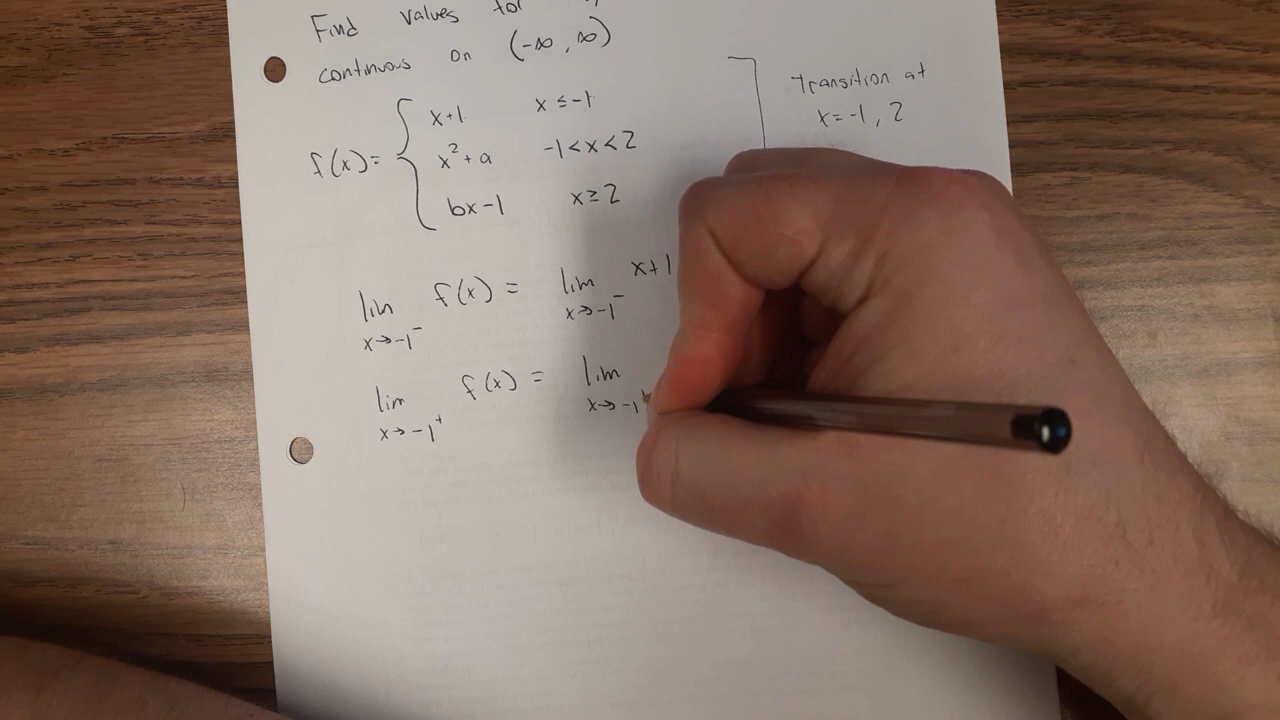 Find values for
continuous on (-∞, ∞)
f(x) = { x+1 x ≤ -1
x² + a -1 < x < 2
bx - 1 x ≥ 2
Transition at
x = -1, 2
lim x→-1⁻ f(x) = lim x→-1⁻ x+1
lim x→-1⁺ f(x) = lim x→-1⁺